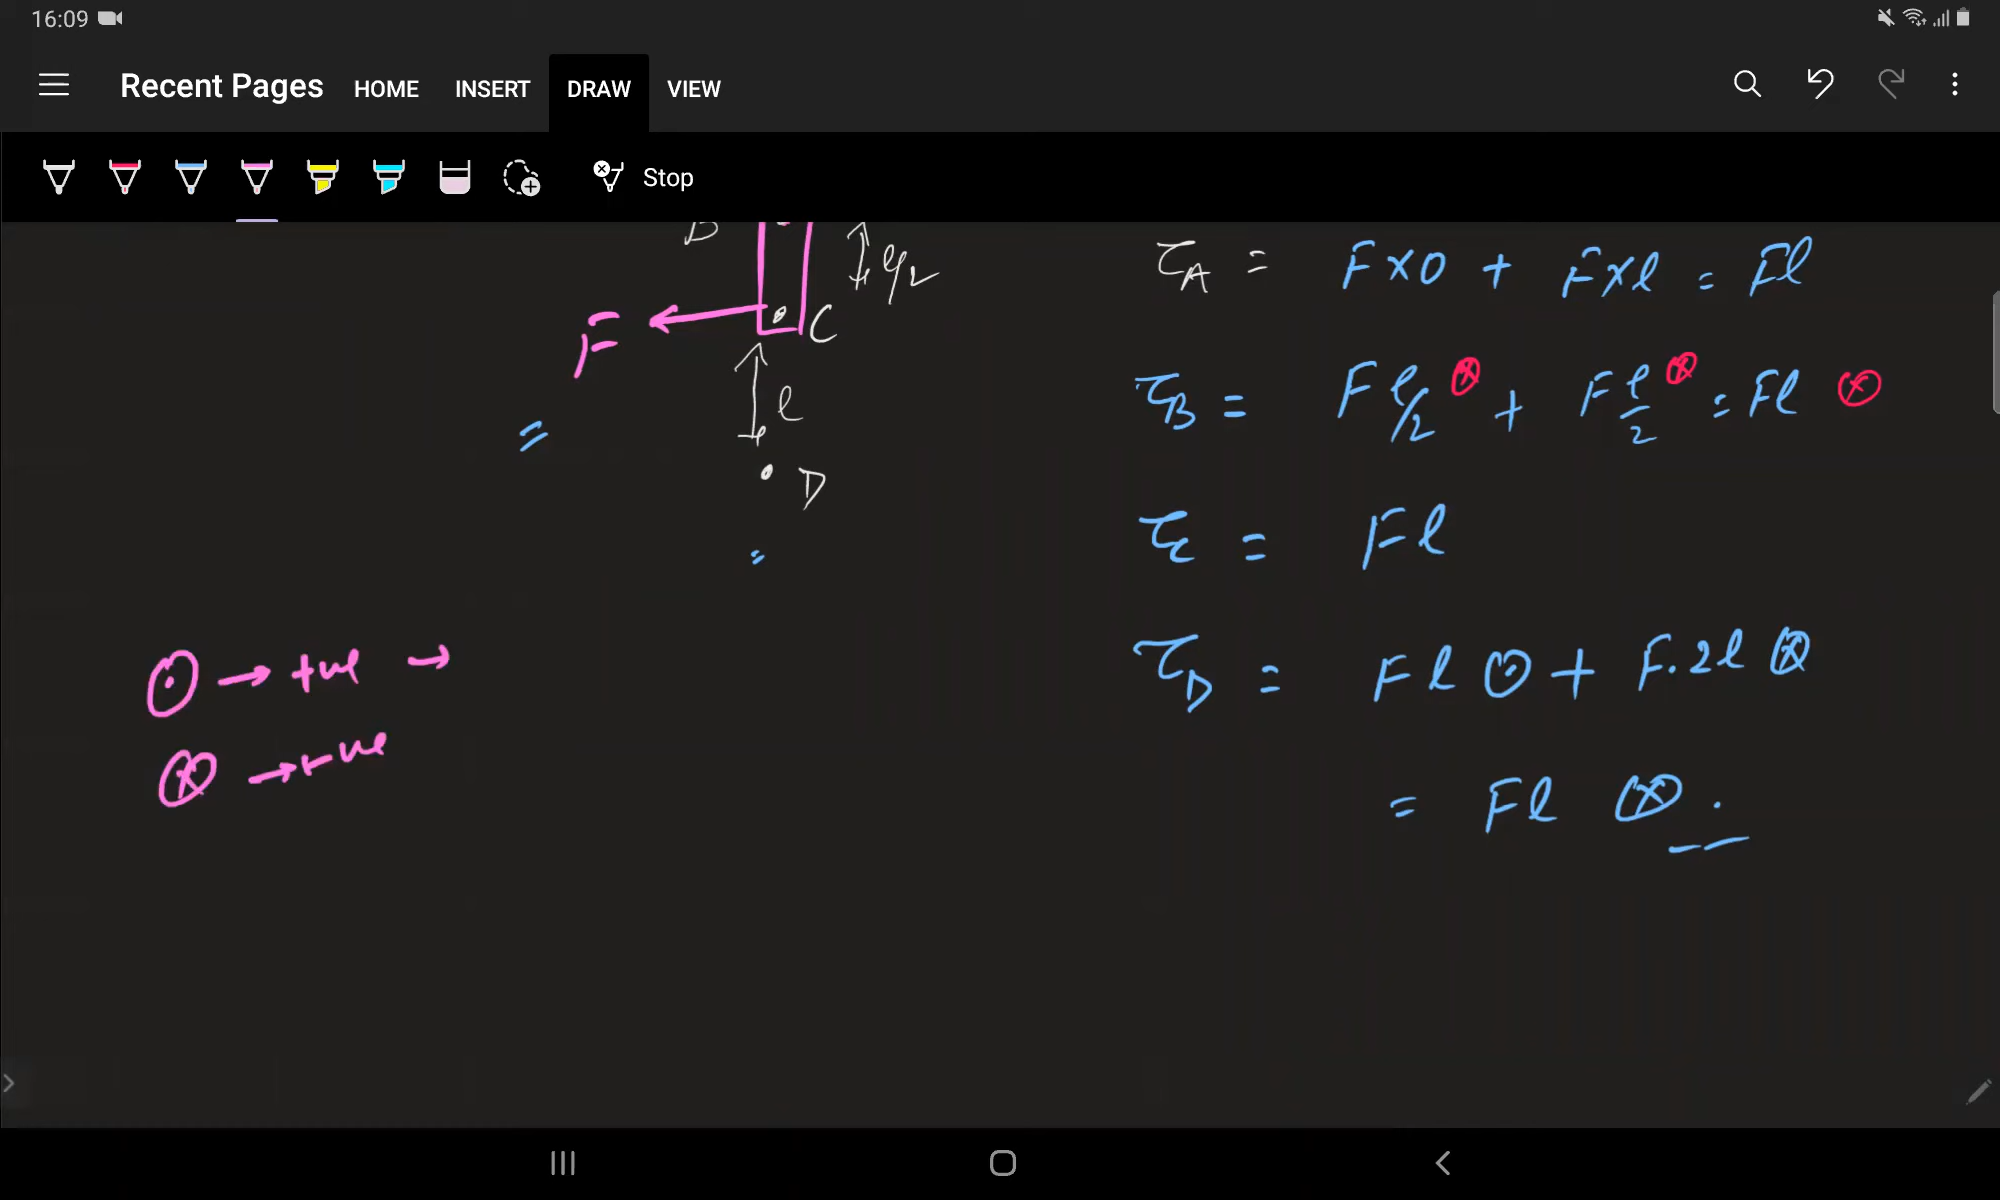 16:09
Recent Pages HOME INSERT DRAW VIEW
Stop
B
ℓ/2
F
C
ℓ
=
D
=
τA = F×0 + F×ℓ = Fℓ
τB = F ℓ/2 ⊗ + F ℓ/2 ⊗ = Fℓ ⊗
τC = Fℓ
τD = Fℓ ⊙ + F.2ℓ ⊗
= Fℓ ⊗ .
⊙ → +ve →
⊗ → -ve